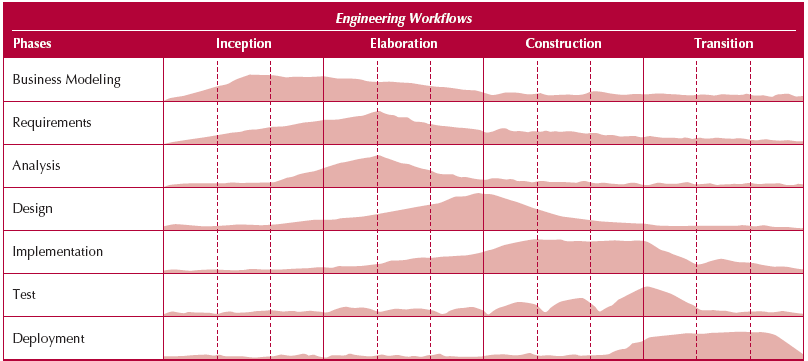 Engineering Workflows
Phases Inception Elaboration Construction Transition
Business Modeling
Requirements
Analysis
Design
Implementation
Test
Deployment